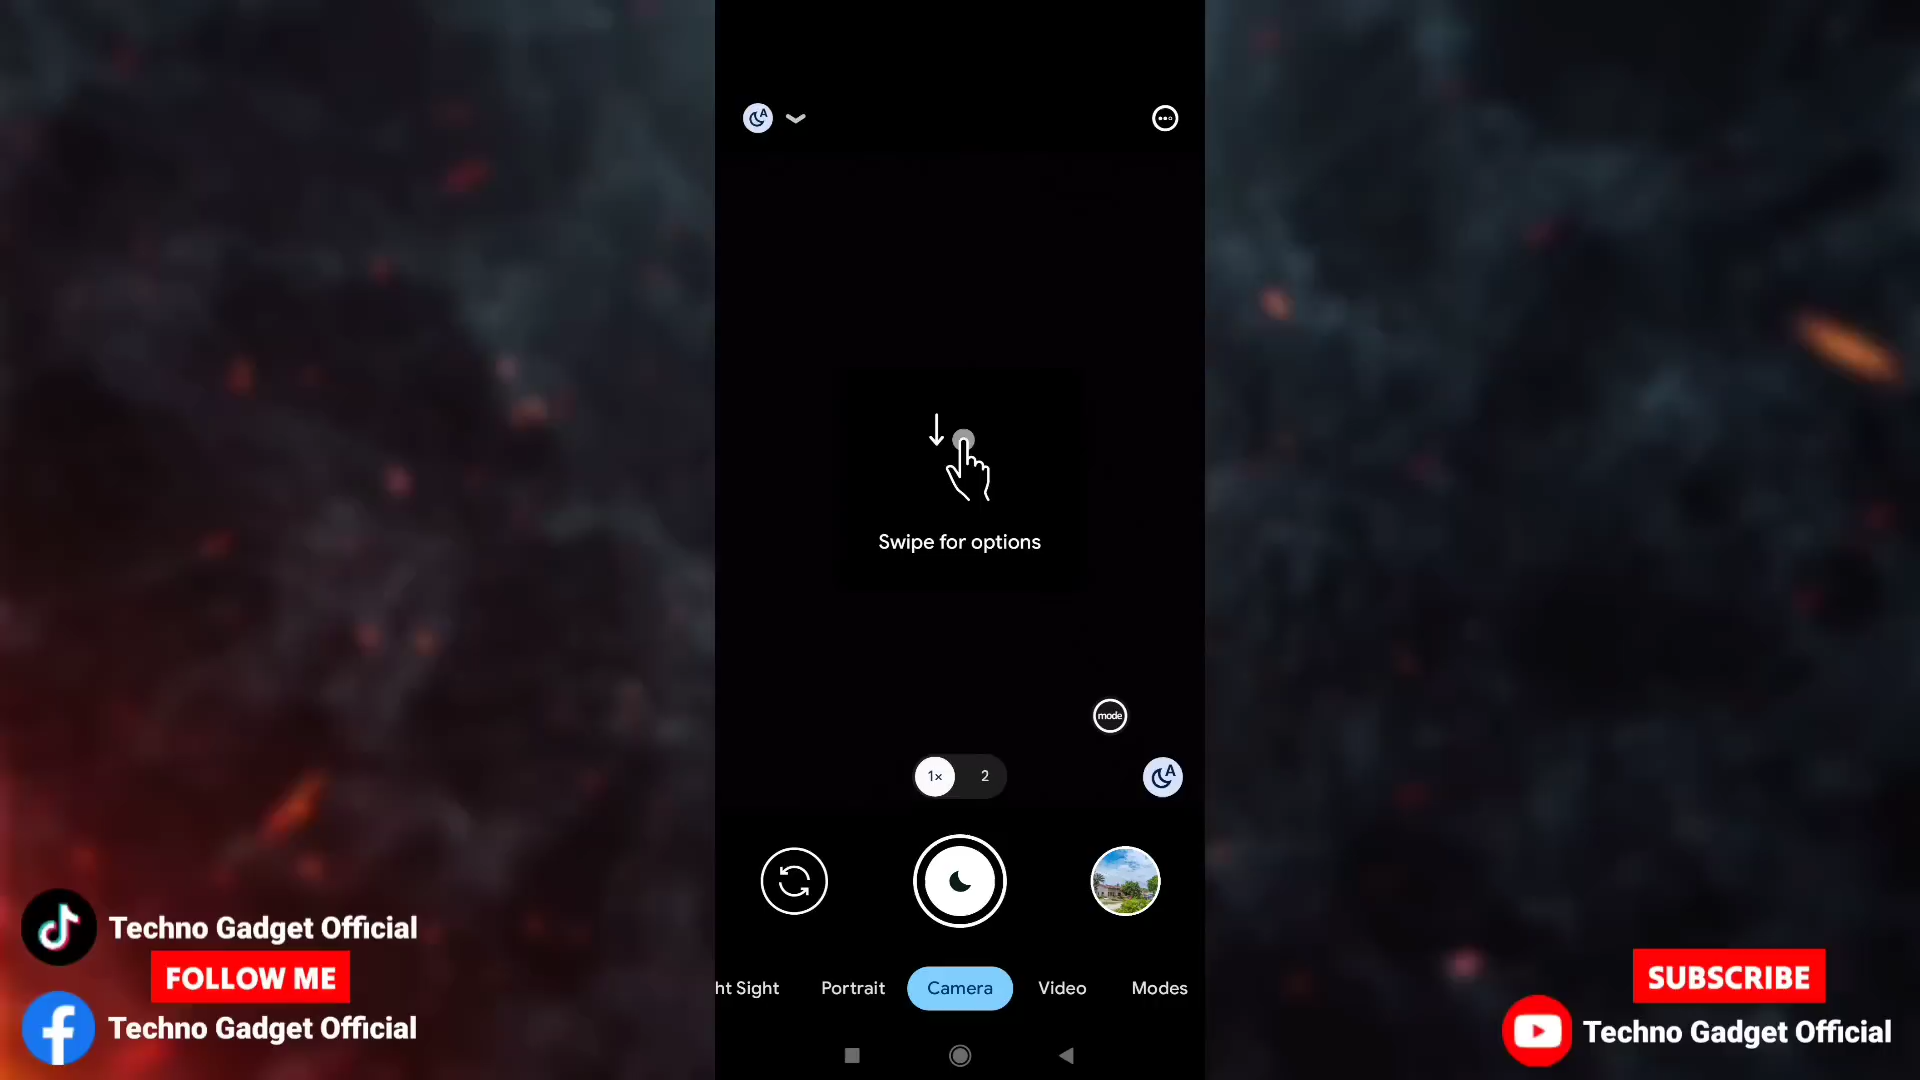 A
Swipe for options
mode
1×
2
A
ht Sight
Portrait
Camera
Video
Modes
Techno Gadget Official
FOLLOW ME
Techno Gadget Official
SUBSCRIBE
Techno Gadget Official